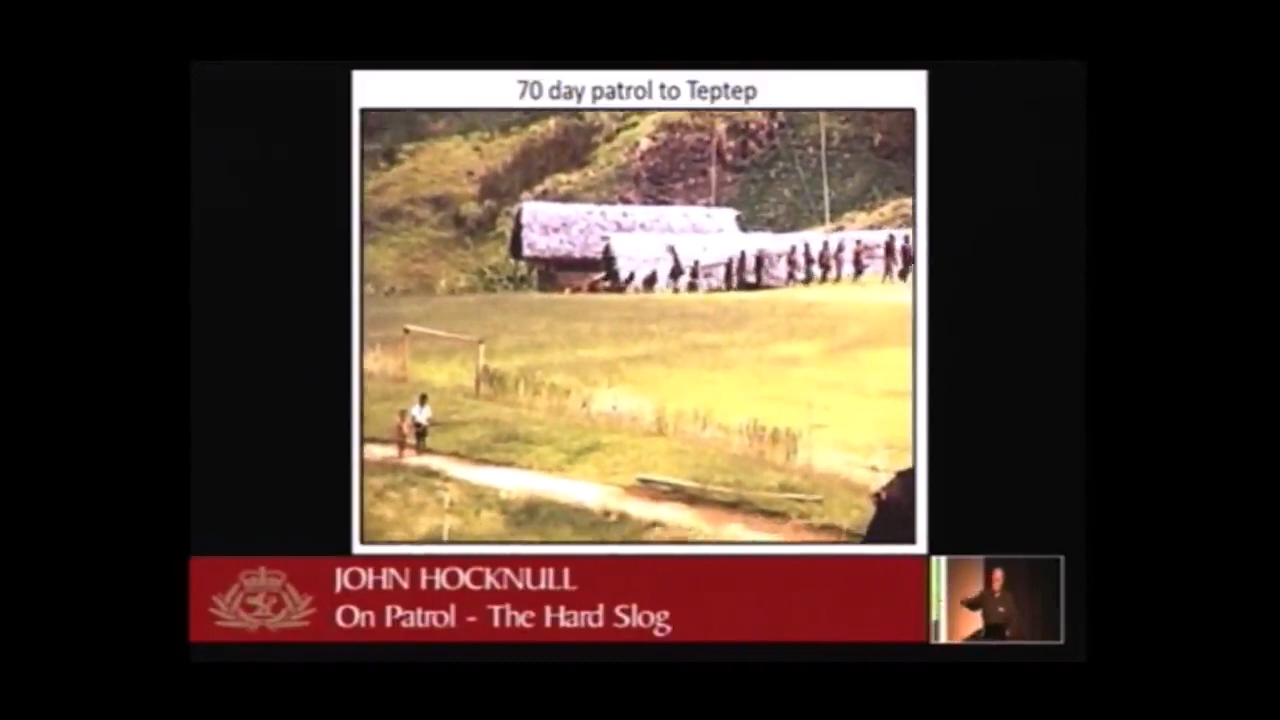 70 day patrol to Teptep
JOHN HOCKNULL
On Patrol - The Hard Slog